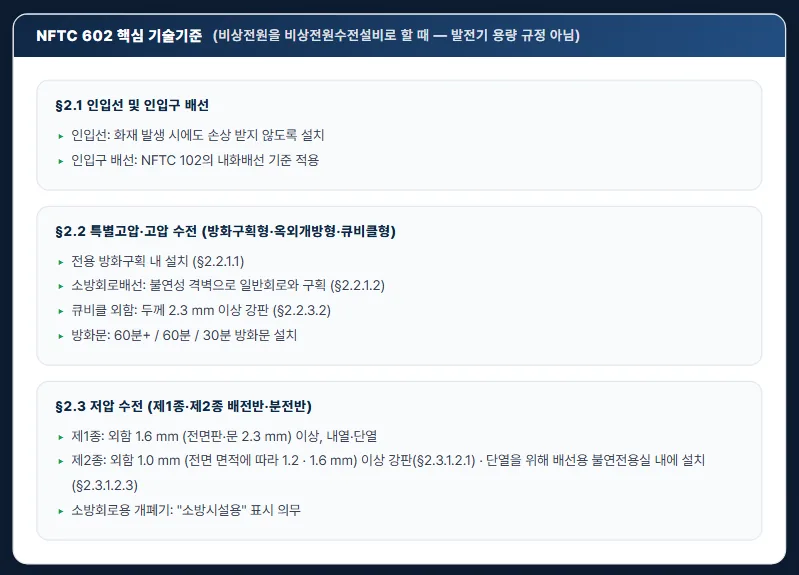 NFTC 602 핵심 기술기준 (비상전원을 비상전원수전설비로 할 때 — 발전기 용량 규정 아님)
§2.1 인입선 및 인입구 배선
▸ 인입선: 화재 발생 시에도 손상 받지 않도록 설치
▸ 인입구 배선: NFTC 102의 내화배선 기준 적용
§2.2 특별고압·고압 수전 (방화구획형·옥외개방형·큐비클형)
▸ 전용 방화구획 내 설치 (§2.2.1.1)
▸ 소방회로배선: 불연성 격벽으로 일반회로와 구획 (§2.2.1.2)
▸ 큐비클 외함: 두께 2.3 mm 이상 강판 (§2.2.3.2)
▸ 방화문: 60분+ / 60분 / 30분 방화문 설치
§2.3 저압 수전 (제1종·제2종 배전반·분전반)
▸ 제1종: 외함 1.6 mm (전면판·문 2.3 mm) 이상, 내열·단열
▸ 제2종: 외함 1.0 mm (전면 면적에 따라 1.2 · 1.6 mm) 이상 강판(§2.3.1.2.1) · 단열을 위해 배선용 불연전용실 내에 설치
(§2.3.1.2.3)
▸ 소방회로용 개폐기: "소방시설용" 표시 의무